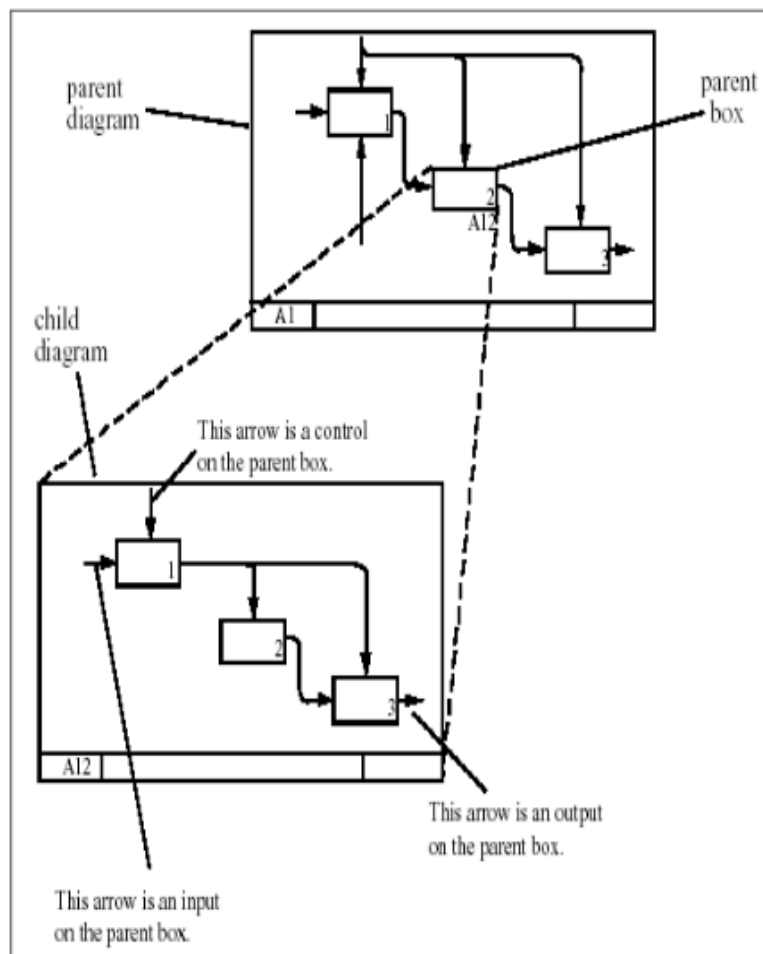 parent
diagram
parent
box
1
2
A12
3
A1
child
diagram
This arrow is a control
on the parent box.
1
2
3
A12
This arrow is an output
on the parent box.
This arrow is an input
on the parent box.